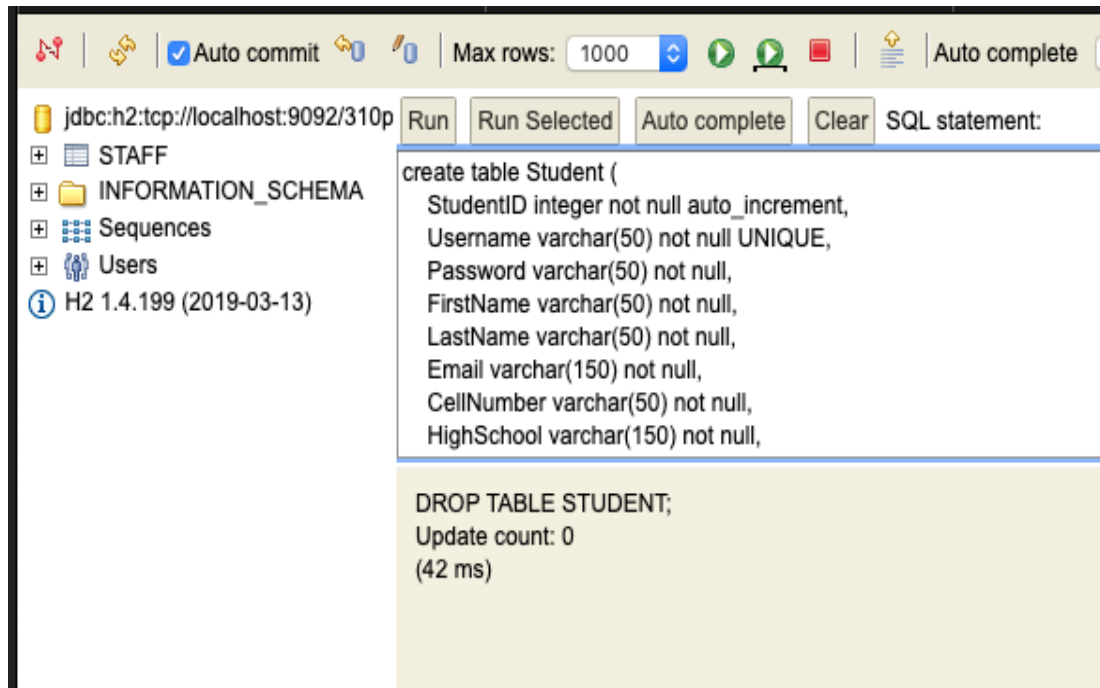 Auto commit Max rows: 1000 Auto complete
jdbc:h2:tcp://localhost:9092/310p
STAFF
INFORMATION_SCHEMA
Sequences
Users
H2 1.4.199 (2019-03-13)
Run Run Selected Auto complete Clear SQL statement:
create table Student (
StudentID integer not null auto_increment,
Username varchar(50) not null UNIQUE,
Password varchar(50) not null,
FirstName varchar(50) not null,
LastName varchar(50) not null,
Email varchar(150) not null,
CellNumber varchar(50) not null,
HighSchool varchar(150) not null,
DROP TABLE STUDENT;
Update count: 0
(42 ms)